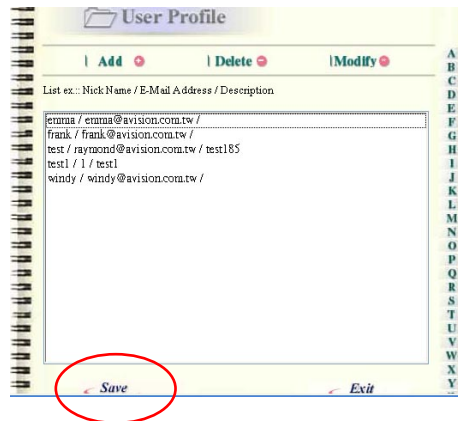 User Profile
| Add | Delete | Modify
List ex.:: Nick Name / E-Mail Address / Description
emma / emma@avision.com.tw /
frank / frank@avision.com.tw /
test / raymond@avision.com.tw / test185
test1 / 1 / test1
windy / windy@avision.com.tw /
Save Exit
A
B
C
D
E
F
G
H
I
J
K
L
M
N
O
P
Q
R
S
T
U
V
W
X
Y